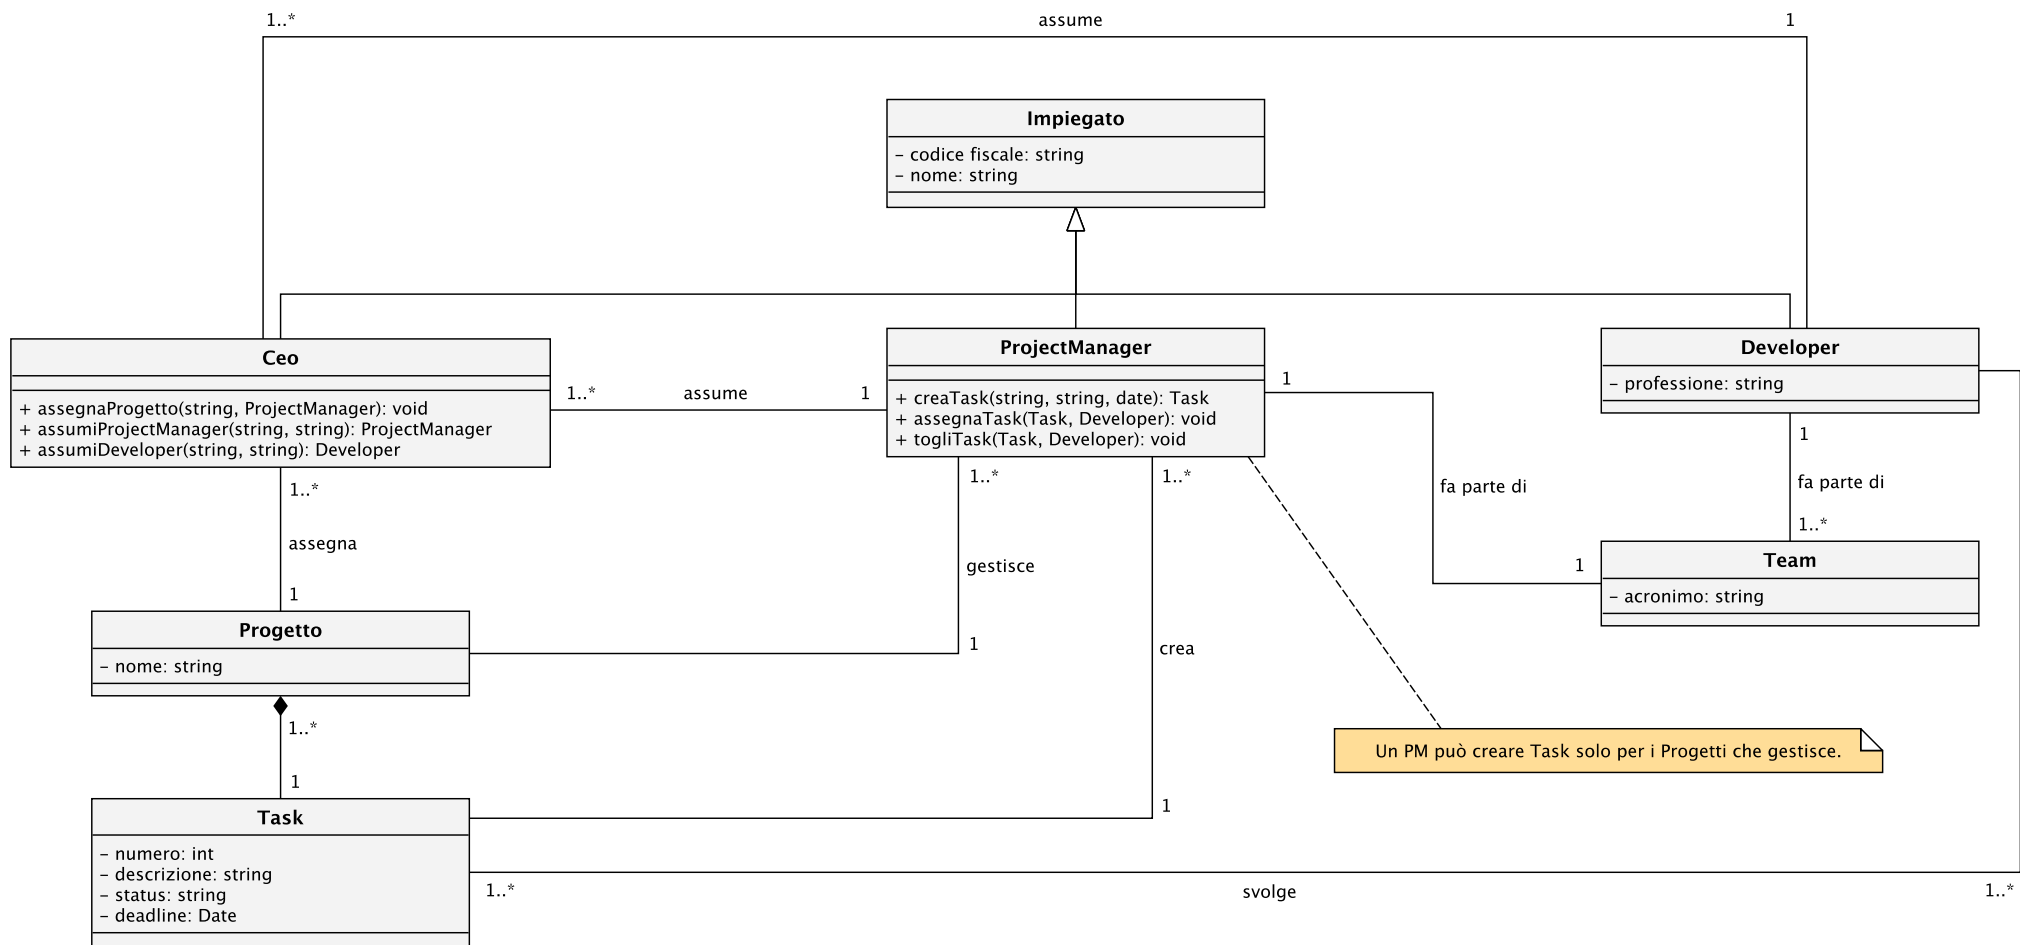 1..*
assume
1
Impiegato
– codice fiscale: string
– nome: string
Ceo
+ assegnaProgetto(string, ProjectManager): void
+ assumiProjectManager(string, string): ProjectManager
+ assumiDeveloper(string, string): Developer
1..*
assume
1
ProjectManager
+ creaTask(string, string, date): Task
+ assegnaTask(Task, Developer): void
+ togliTask(Task, Developer): void
1
Developer
– professione: string
1
fa parte di
1..*
fa parte di
1
Team
– acronimo: string
1..*
assegna
1
1..*
gestisce
1
1..*
crea
1
Progetto
– nome: string
1..*
1
Un PM può creare Task solo per i Progetti che gestisce.
Task
– numero: int
– descrizione: string
– status: string
– deadline: Date
1..*
svolge
1..*